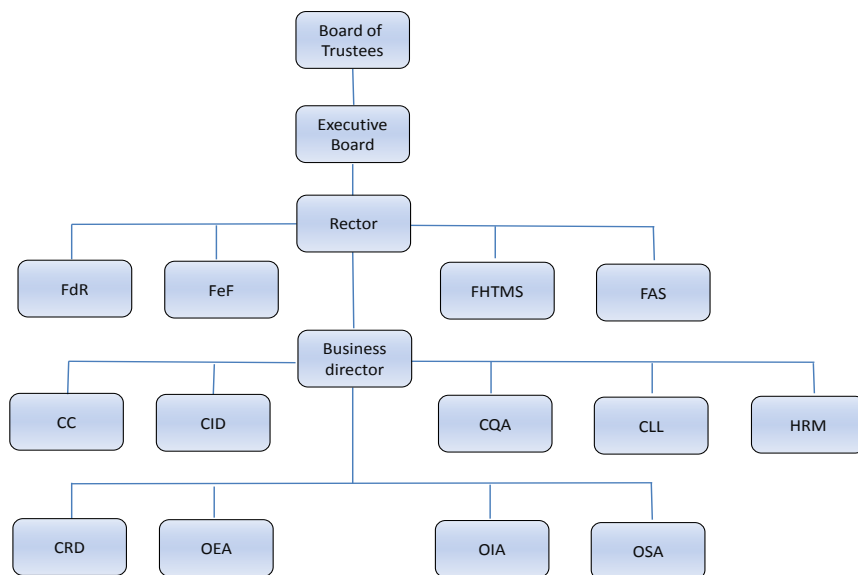 Board of
Trustees
Executive
Board
Rector
FdR
FeF
FHTMS
FAS
Business
director
CC
CID
CQA
CLL
HRM
CRD
OEA
OIA
OSA